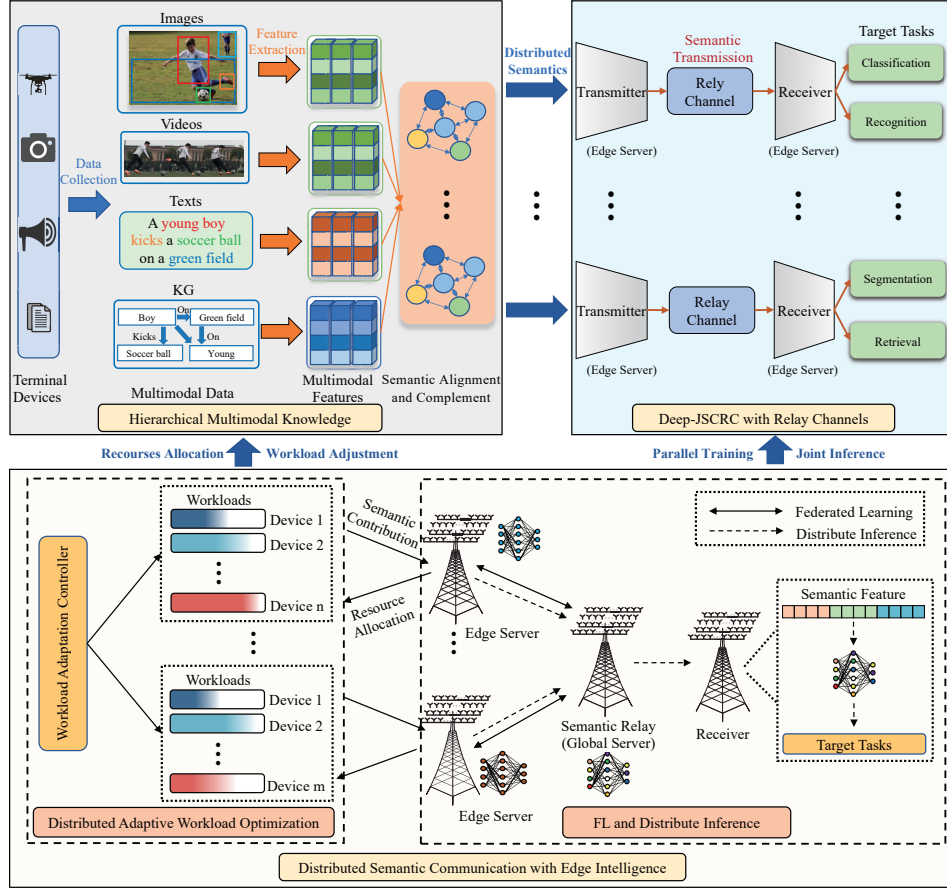 Images
Feature
Extraction
Videos
Data
Collection
Texts
A young boy
kicks a soccer ball
on a green field
KG
Boy
On
Green field
Kicks
On
Soccer ball
Young
Terminal
Devices
Multimodal Data
Multimodal
Features
Semantic Alignment
and Complement
Hierarchical Multimodal Knowledge
Distributed
Semantics
Semantic
Transmission
Target Tasks
Transmitter
Rely
Channel
Receiver
Classification
Recognition
(Edge Server)
(Edge Server)
Transmitter
Relay
Channel
Receiver
Segmentation
Retrieval
(Edge Server)
(Edge Server)
Deep-JSCRC with Relay Channels
Recourses Allocation
Workload Adjustment
Parallel Training
Joint Inference
Workload Adaptation Controller
Workloads
Device 1
Device 2
Device n
Workloads
Device 1
Device 2
Device m
Distributed Adaptive Workload Optimization
Semantic
Contribution
Resource
Allocation
Edge Server
Edge Server
Semantic Relay
(Global Server)
Receiver
Federated Learning
Distribute Inference
Semantic Feature
Target Tasks
FL and Distribute Inference
Distributed Semantic Communication with Edge Intelligence